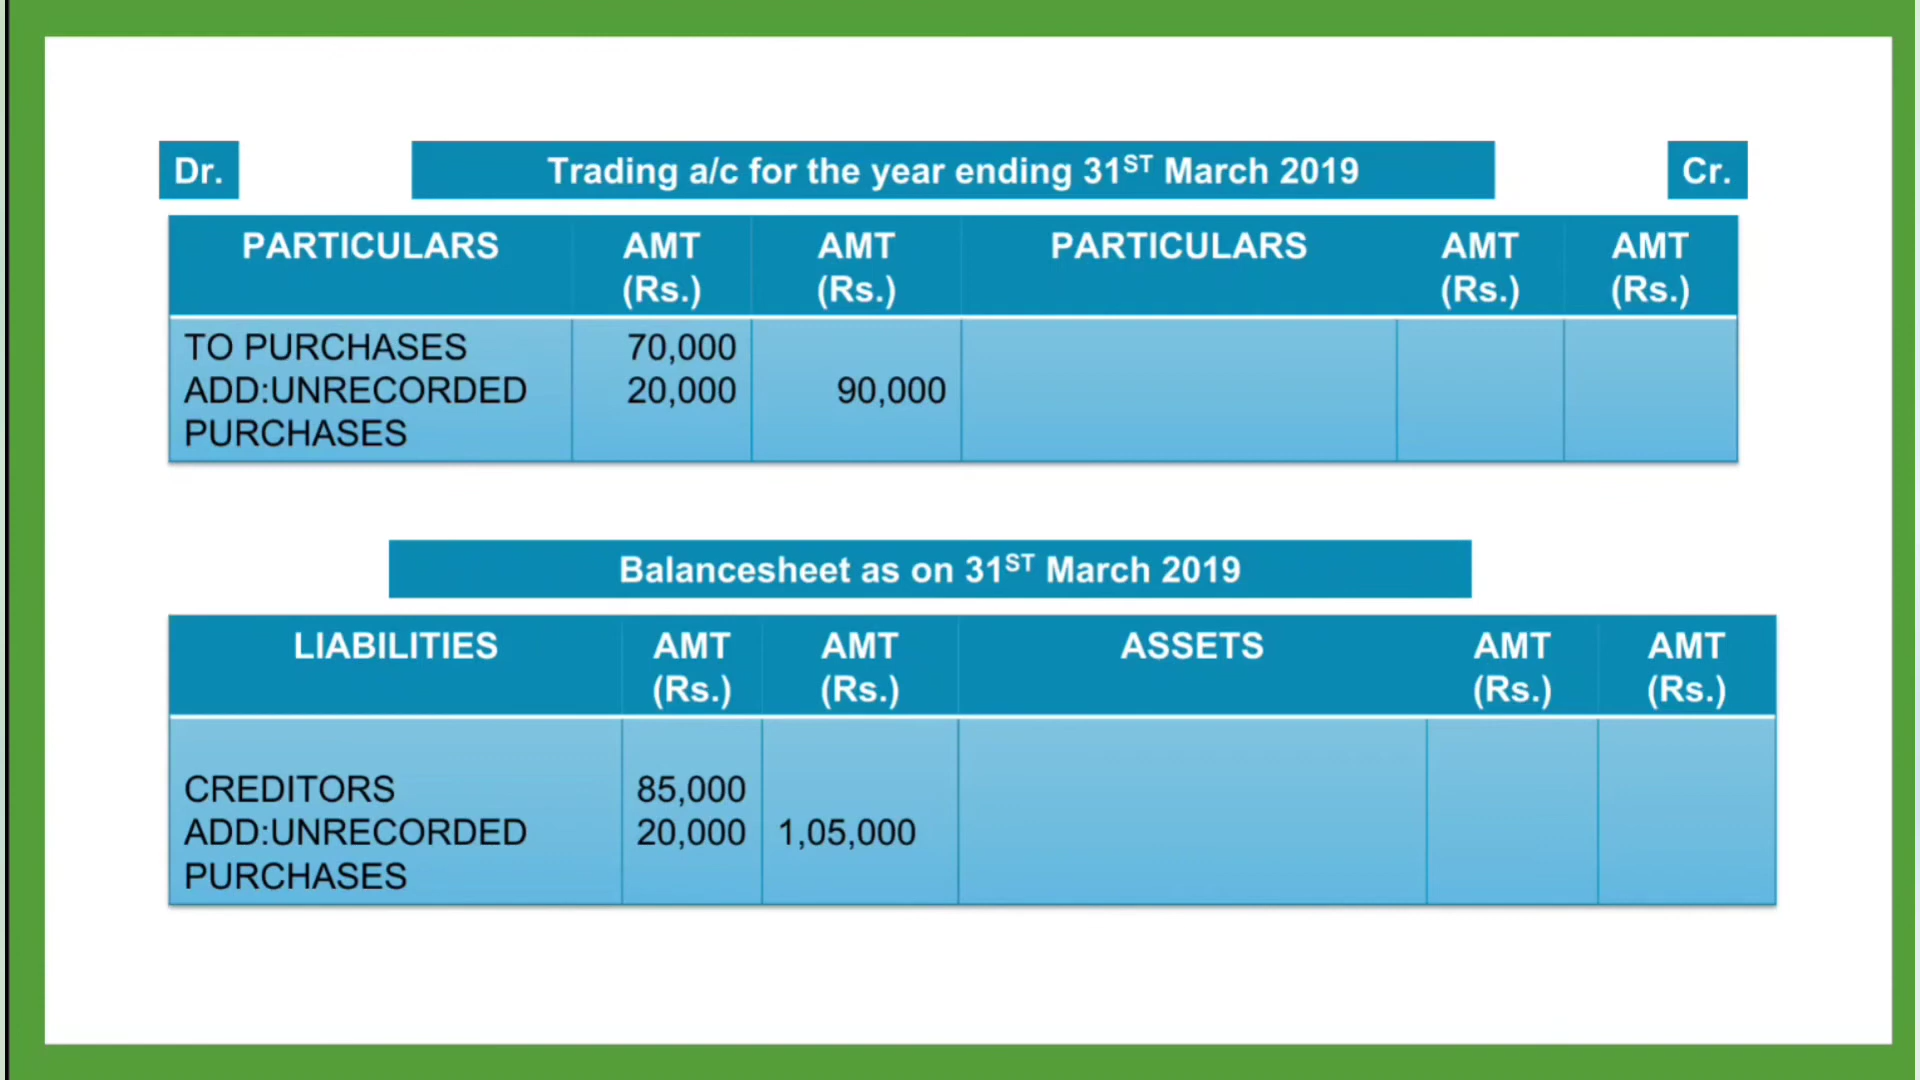 Dr.
Trading a/c for the year ending 31ST March 2019
Cr.
PARTICULARS AMT (Rs.) AMT (Rs.) PARTICULARS AMT (Rs.) AMT (Rs.)
TO PURCHASES 70,000
ADD:UNRECORDED 20,000 90,000
PURCHASES
Balancesheet as on 31ST March 2019
LIABILITIES AMT (Rs.) AMT (Rs.) ASSETS AMT (Rs.) AMT (Rs.)
CREDITORS 85,000
ADD:UNRECORDED 20,000 1,05,000
PURCHASES